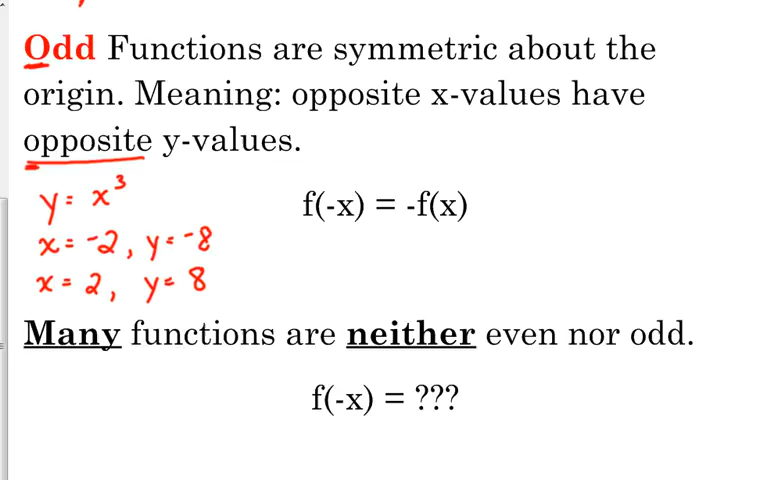 Odd Functions are symmetric about the
origin. Meaning: opposite x-values have
opposite y-values.
y = x³
f(-x) = -f(x)
x = -2, y = -8
x = 2, y = 8
Many functions are neither even nor odd.
f(-x) = ???